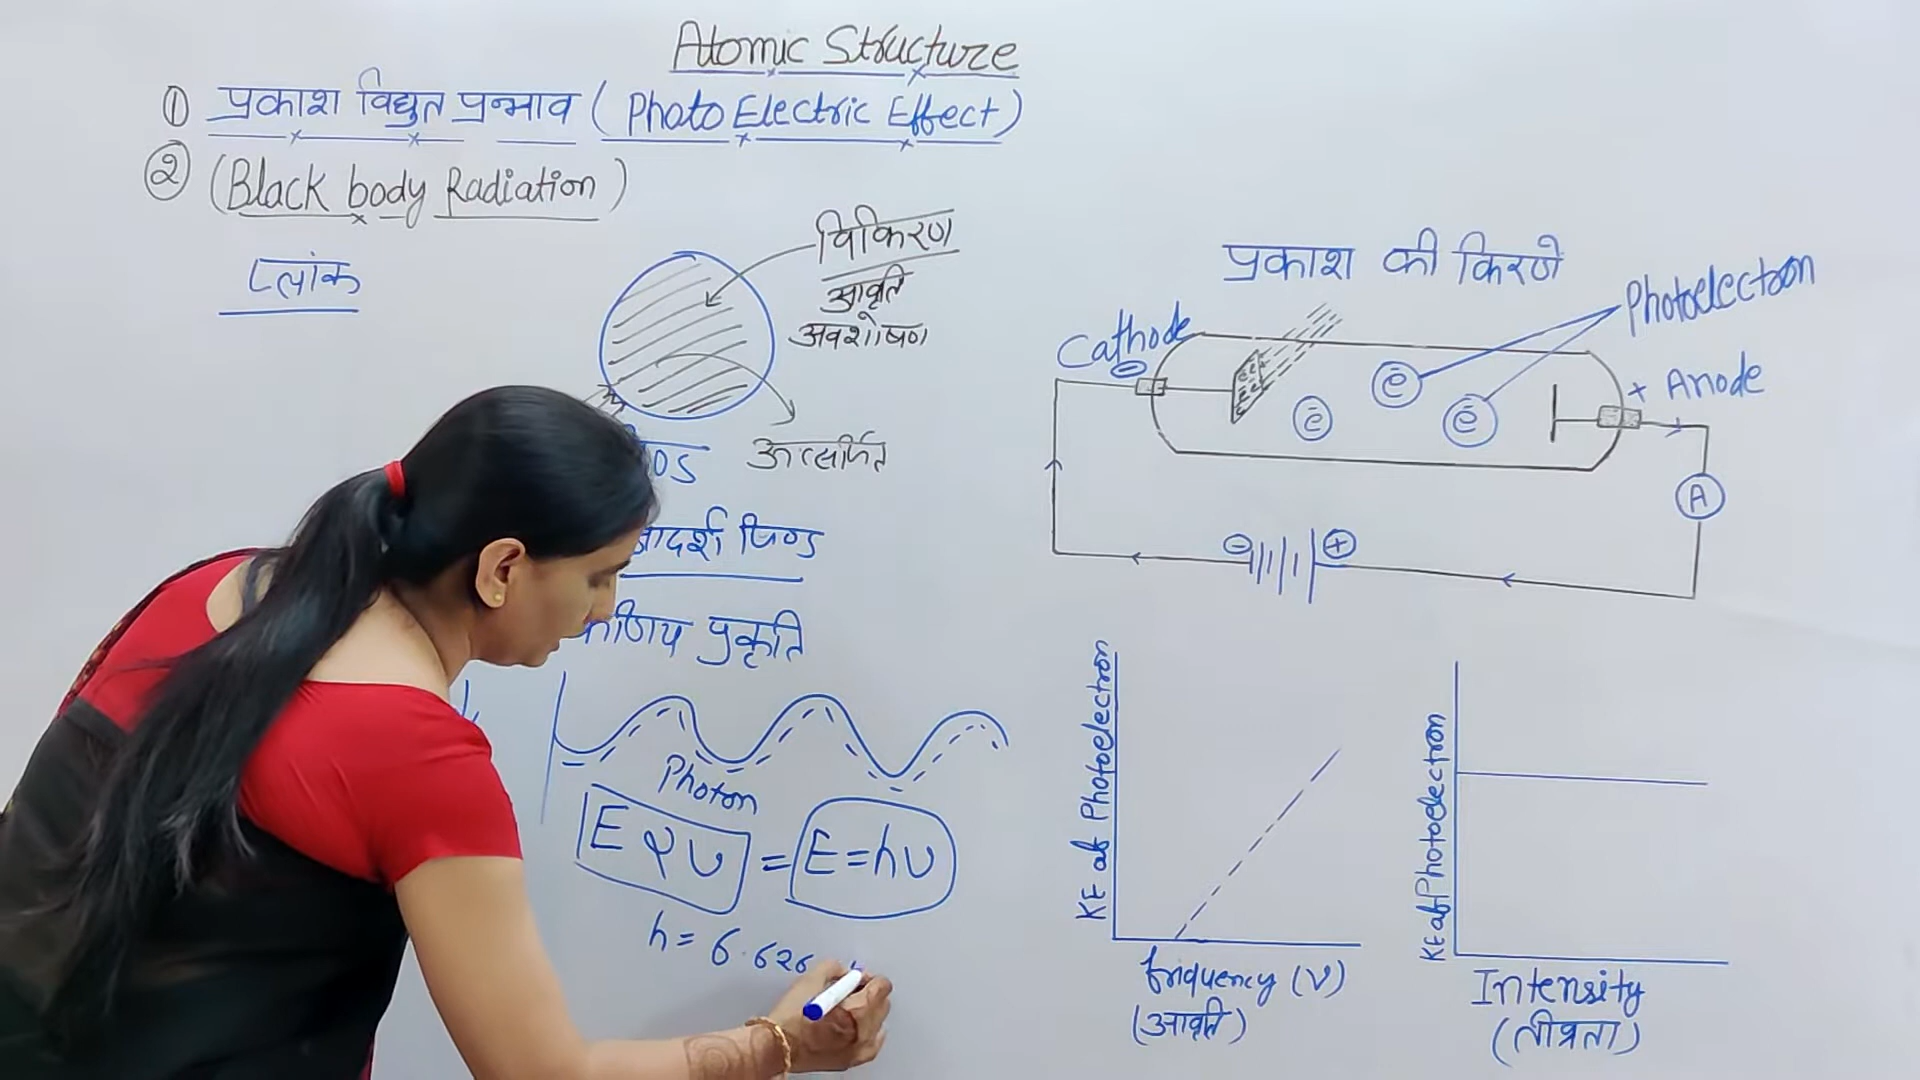 Atomic Structure
① प्रकाश विद्युत प्रभाव ( Photo Electric Effect )
② (Black body Radiation )
प्लांक
विकिरण
आवृत्ति
अवशोषण
उत्सर्जित
आदर्श पिण्ड
प्रकृति
Photon
E ∝ υ = E = hυ
h = 6.626
प्रकाश की किरणे
Photoelectron
Cathode
⊖
ē
ē
ē
+ Anode
A
⊖
⊕
KE of Photoelectron
friquency (ν)
(आवृत्ति)
KE of Photoelectron
Intensity
(तीव्रता)